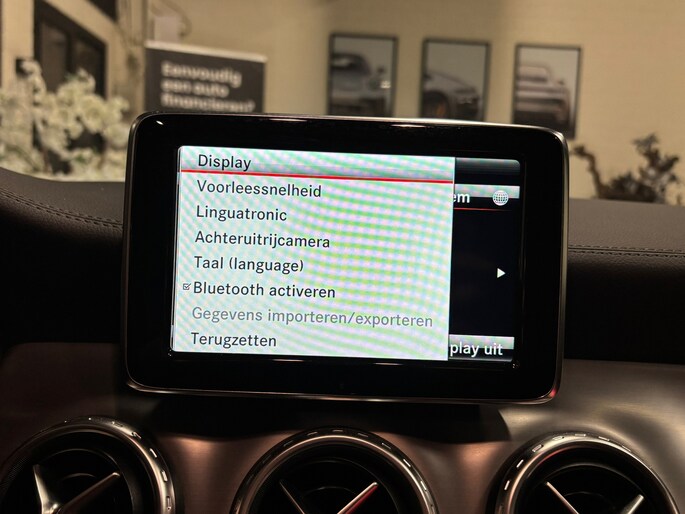 Eenvoudig
een auto
financieren?
Display
Voorleessnelheid
Linguatronic
Achteruitrijcamera
Taal (language)
Bluetooth activeren
Gegevens importeren/exporteren
Terugzetten
em
play uit